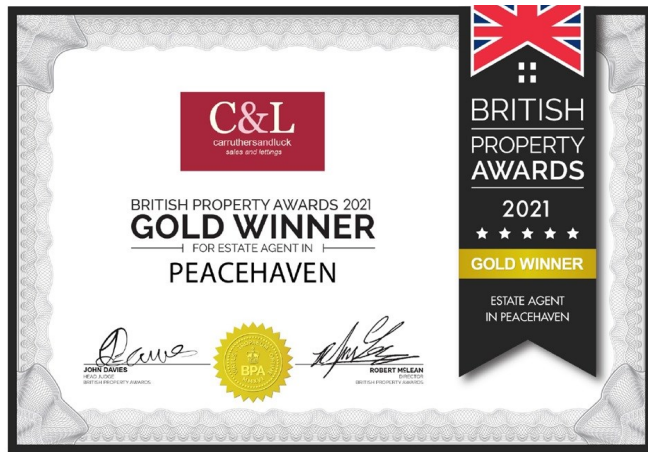 C&L
carruthersandluck
sales and lettings
BRITISH PROPERTY AWARDS 2021
GOLD WINNER
FOR ESTATE AGENT IN
PEACEHAVEN
JOHN DAVIES
HEAD JUDGE
BRITISH PROPERTY AWARDS
BPA
ROBERT McLEAN
DIRECTOR
BRITISH PROPERTY AWARDS
BRITISH
PROPERTY
AWARDS
2021
GOLD WINNER
ESTATE AGENT
IN PEACEHAVEN